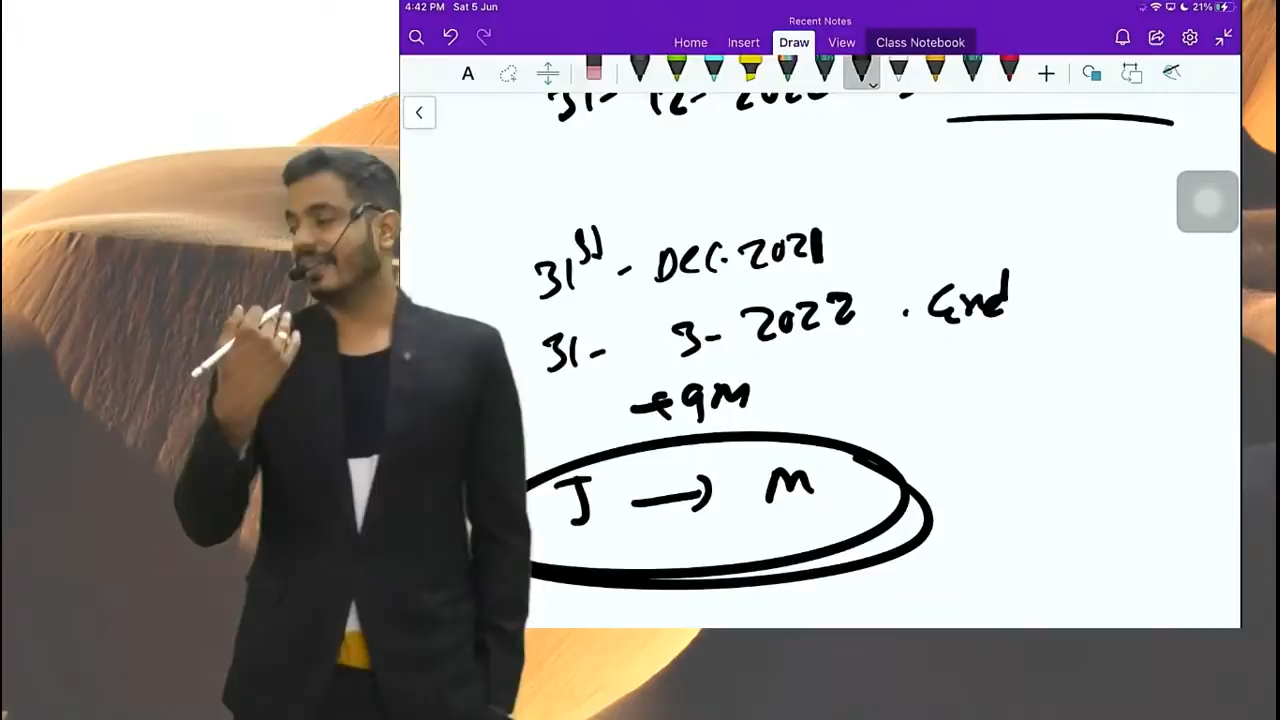 4:42 PM Sat 5 Jun
21%
Recent Notes
Home Insert Draw View Class Notebook
A
31st - Dec. 2021
31- 3- 2022 . End
+9M
J → M